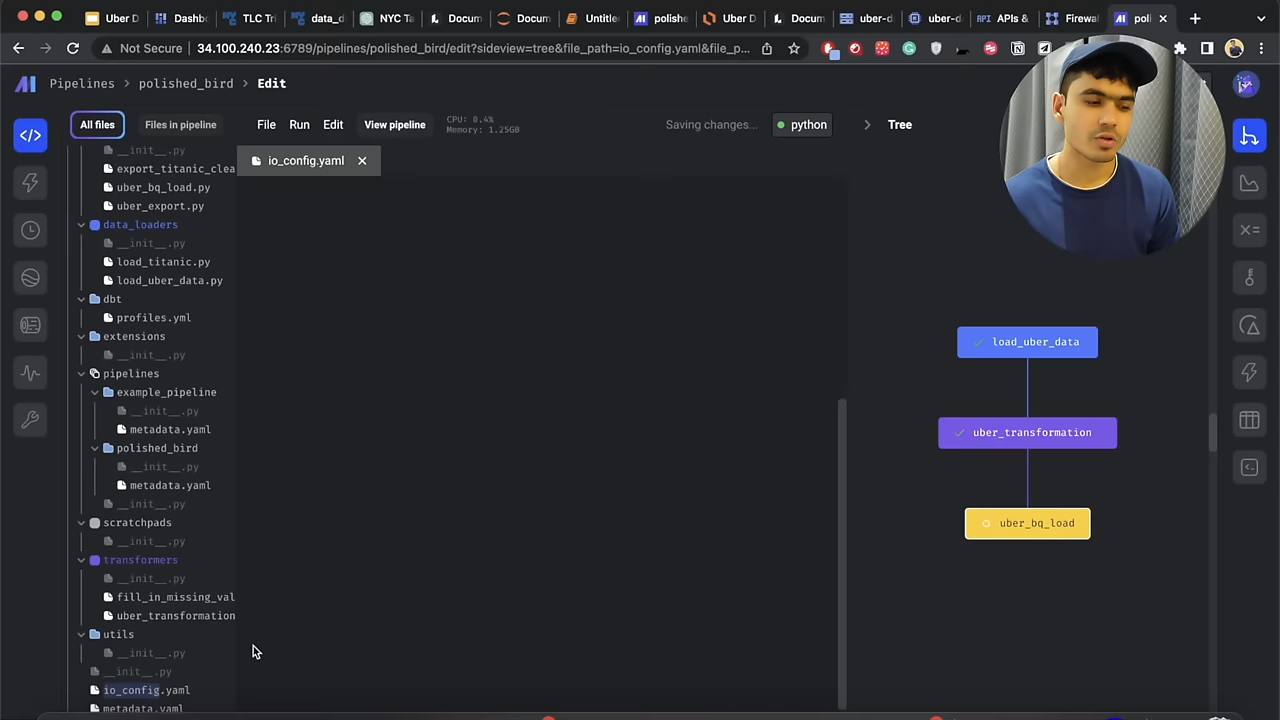 Uber D
Dashb
TLC Tri
data_d
NYC Ta
Docum
Docum
Untitle
polishe
Uber D
Docum
uber-d
uber-d
API APIs &
Firewa
poli
Not Secure 34.100.240.23:6789/pipelines/polished_bird/edit?sideview=tree&file_path=io_config.yaml&file_p...
Pipelines > polished_bird > Edit
All files
Files in pipeline
File
Run
Edit
View pipeline
CPU: 0.4%
Memory: 1.25GB
Saving changes...
python
Tree
io_config.yaml
__init__.py
export_titanic_clea
uber_bq_load.py
uber_export.py
data_loaders
__init__.py
load_titanic.py
load_uber_data.py
dbt
profiles.yml
extensions
__init__.py
pipelines
example_pipeline
__init__.py
metadata.yaml
polished_bird
__init__.py
metadata.yaml
__init__.py
scratchpads
__init__.py
transformers
__init__.py
fill_in_missing_val
uber_transformation
utils
__init__.py
__init__.py
io_config.yaml
metadata.yaml
load_uber_data
uber_transformation
uber_bq_load